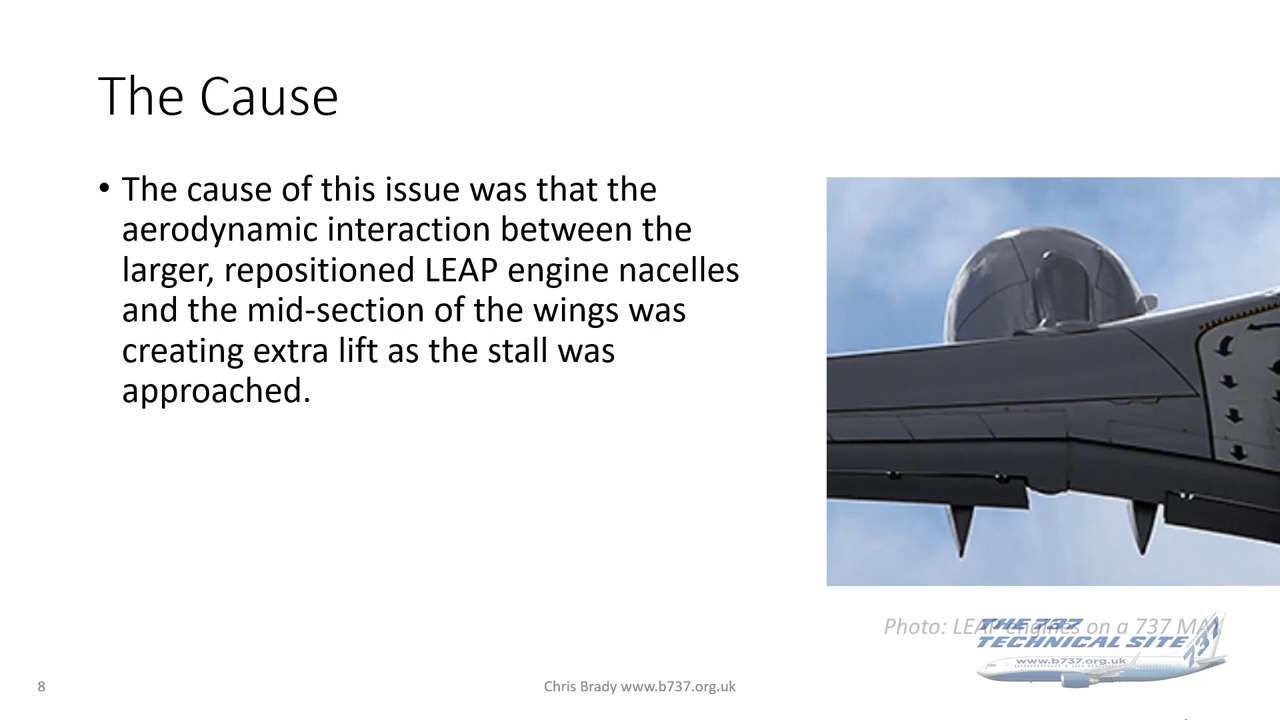 The Cause
• The cause of this issue was that the
aerodynamic interaction between the
larger, repositioned LEAP engine nacelles
and the mid-section of the wings was
creating extra lift as the stall was
approached.
Photo: LEAP engines on a 737 MAX
THE 737
TECHNICAL SITE
737
www.b737.org.uk
8
Chris Brady www.b737.org.uk